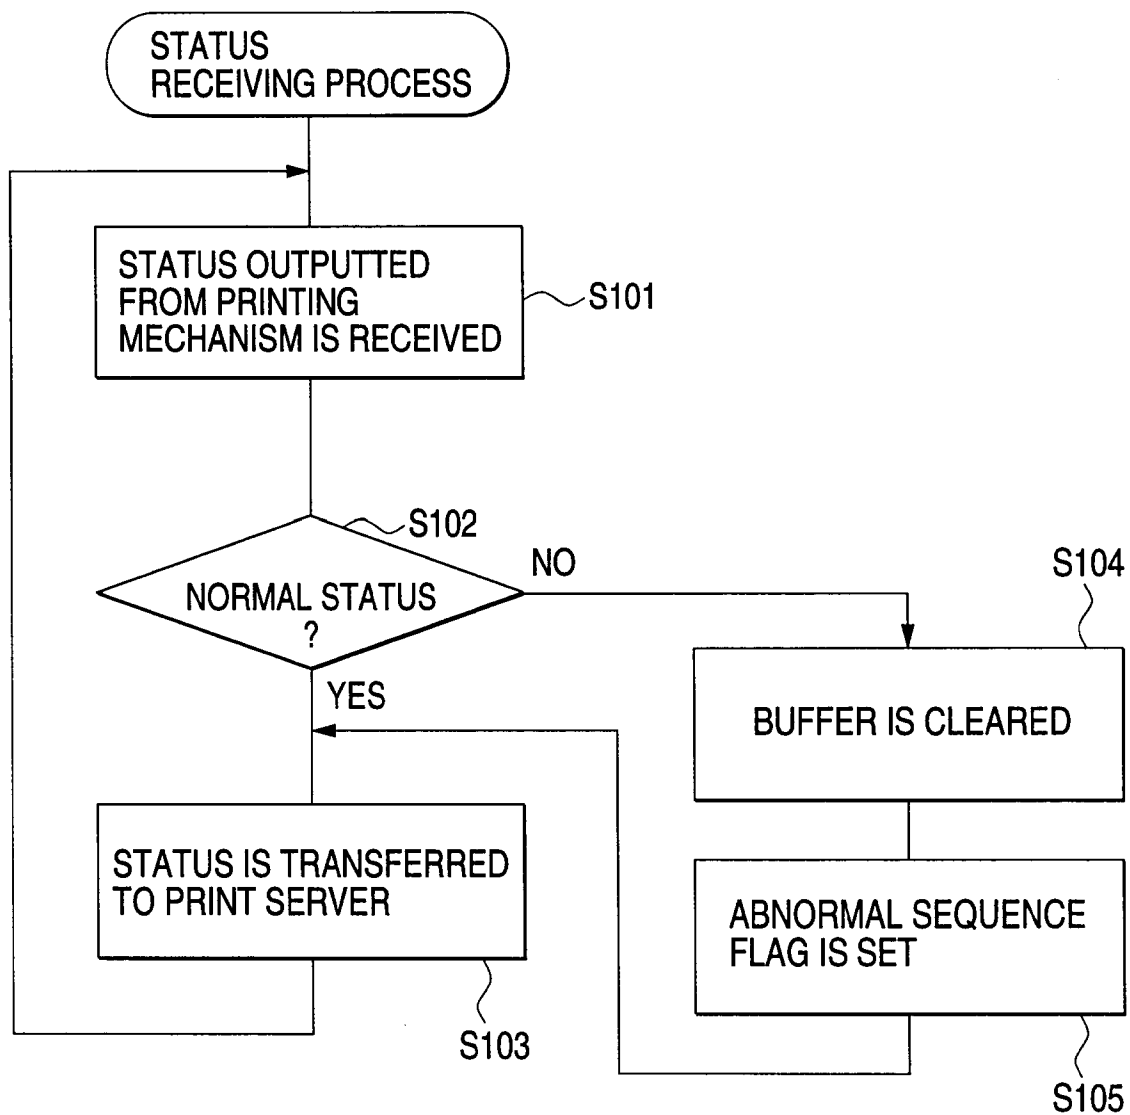 STATUS
RECEIVING PROCESS
STATUS OUTPUTTED
FROM PRINTING
MECHANISM IS RECEIVED
S101
S102
NORMAL STATUS
?
NO
YES
S104
BUFFER IS CLEARED
STATUS IS TRANSFERRED
TO PRINT SERVER
S103
ABNORMAL SEQUENCE
FLAG IS SET
S105